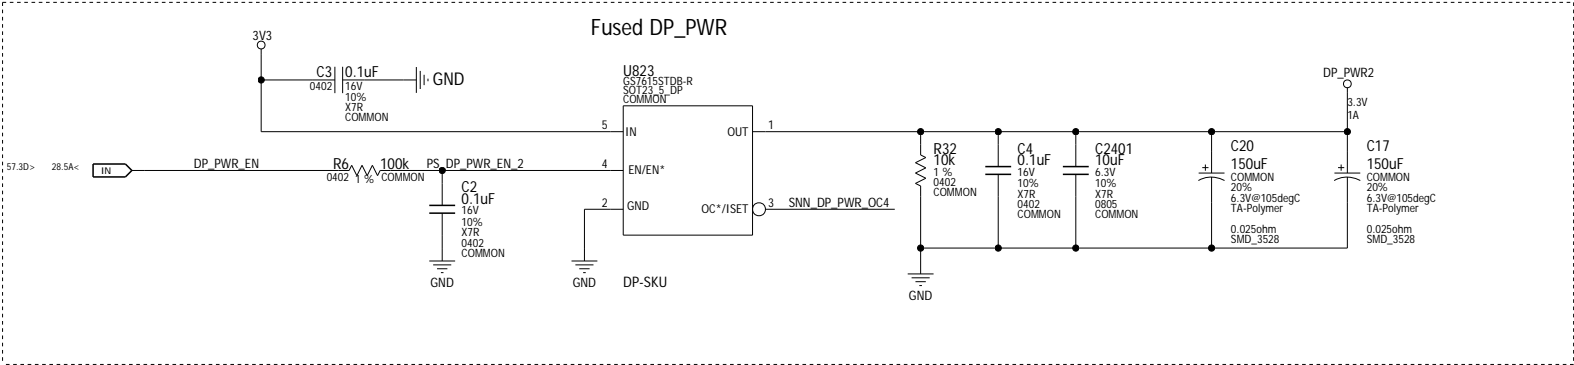 Fused DP_PWR
3V3
C3
0402
0.1uF
16V
10%
X7R
COMMON
GND
U823
GS7615STDB-R
SOT23_5_DP
COMMON
5
IN
OUT
1
4
EN/EN*
2
GND
OC*/ISET
3
SNN_DP_PWR_OC4
DP-SKU
57.3D>
28.5A<
IN
DP_PWR_EN
R6
0402
1 %
100k
COMMON
PS_DP_PWR_EN_2
C2
0.1uF
16V
10%
X7R
0402
COMMON
GND
GND
R32
10k
1 %
0402
COMMON
C4
0.1uF
16V
10%
X7R
0402
COMMON
C2401
10uF
6.3V
10%
X7R
0805
COMMON
GND
C20
150uF
COMMON
20%
6.3V@105degC
TA-Polymer
0.025ohm
SMD_3528
DP_PWR2
3.3V
1A
C17
150uF
COMMON
20%
6.3V@105degC
TA-Polymer
0.025ohm
SMD_3528